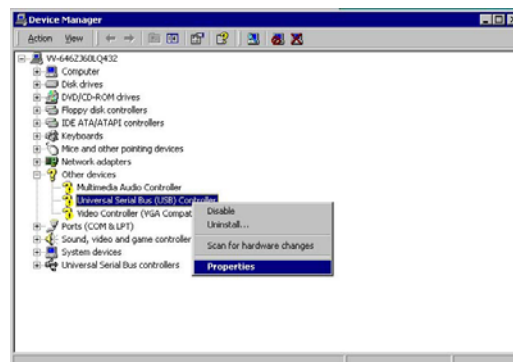 Device Manager
Action View
W-6462360LQ432
Computer
Disk drives
DVD/CD-ROM drives
Floppy disk controllers
IDE ATA/ATAPI controllers
Keyboards
Mice and other pointing devices
Network adapters
Other devices
Multimedia Audio Controller
Universal Serial Bus (USB) Controller
Video Controller (VGA Compat
Ports (COM & LPT)
Sound, video and game controller
System devices
Universal Serial Bus controllers
Disable
Uninstall...
Scan for hardware changes
Properties